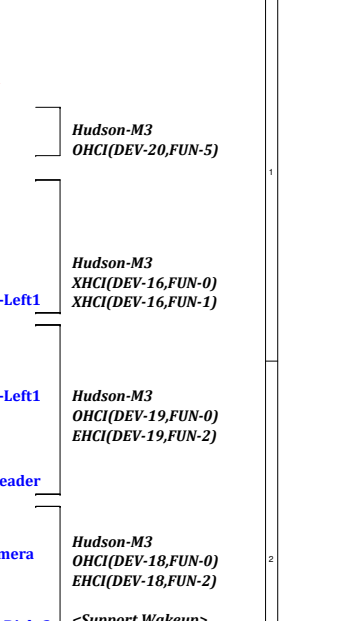 Hudson-M3
OHCI(DEV-20,FUN-5)
1
Hudson-M3
XHCI(DEV-16,FUN-0)
-Left1 XHCI(DEV-16,FUN-1)
-Left1 Hudson-M3
OHCI(DEV-19,FUN-0)
EHCI(DEV-19,FUN-2)
eader
Hudson-M3
mera OHCI(DEV-18,FUN-0) 2
EHCI(DEV-18,FUN-2)
<Support Wakeup>